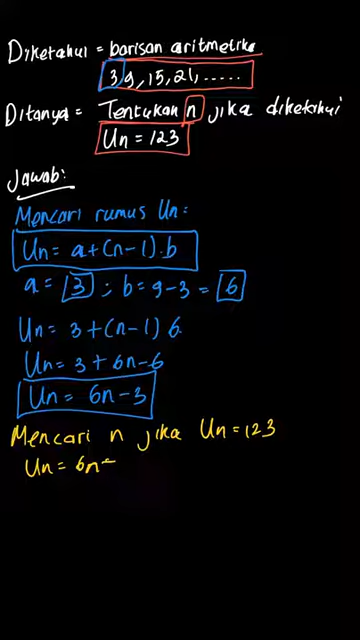 Diketahui = barisan aritmetika
3, 9, 15, 21, .....
Ditanya = Tentukan n jika diketahui
Un = 123
Jawab:
Mencari rumus Un:
Un = a + (n-1).b
a = 3 ; b = 9-3 = 6
Un = 3 + (n-1) 6
Un = 3 + 6n - 6
Un = 6n - 3
Mencari n jika Un = 123
Un = 6n -